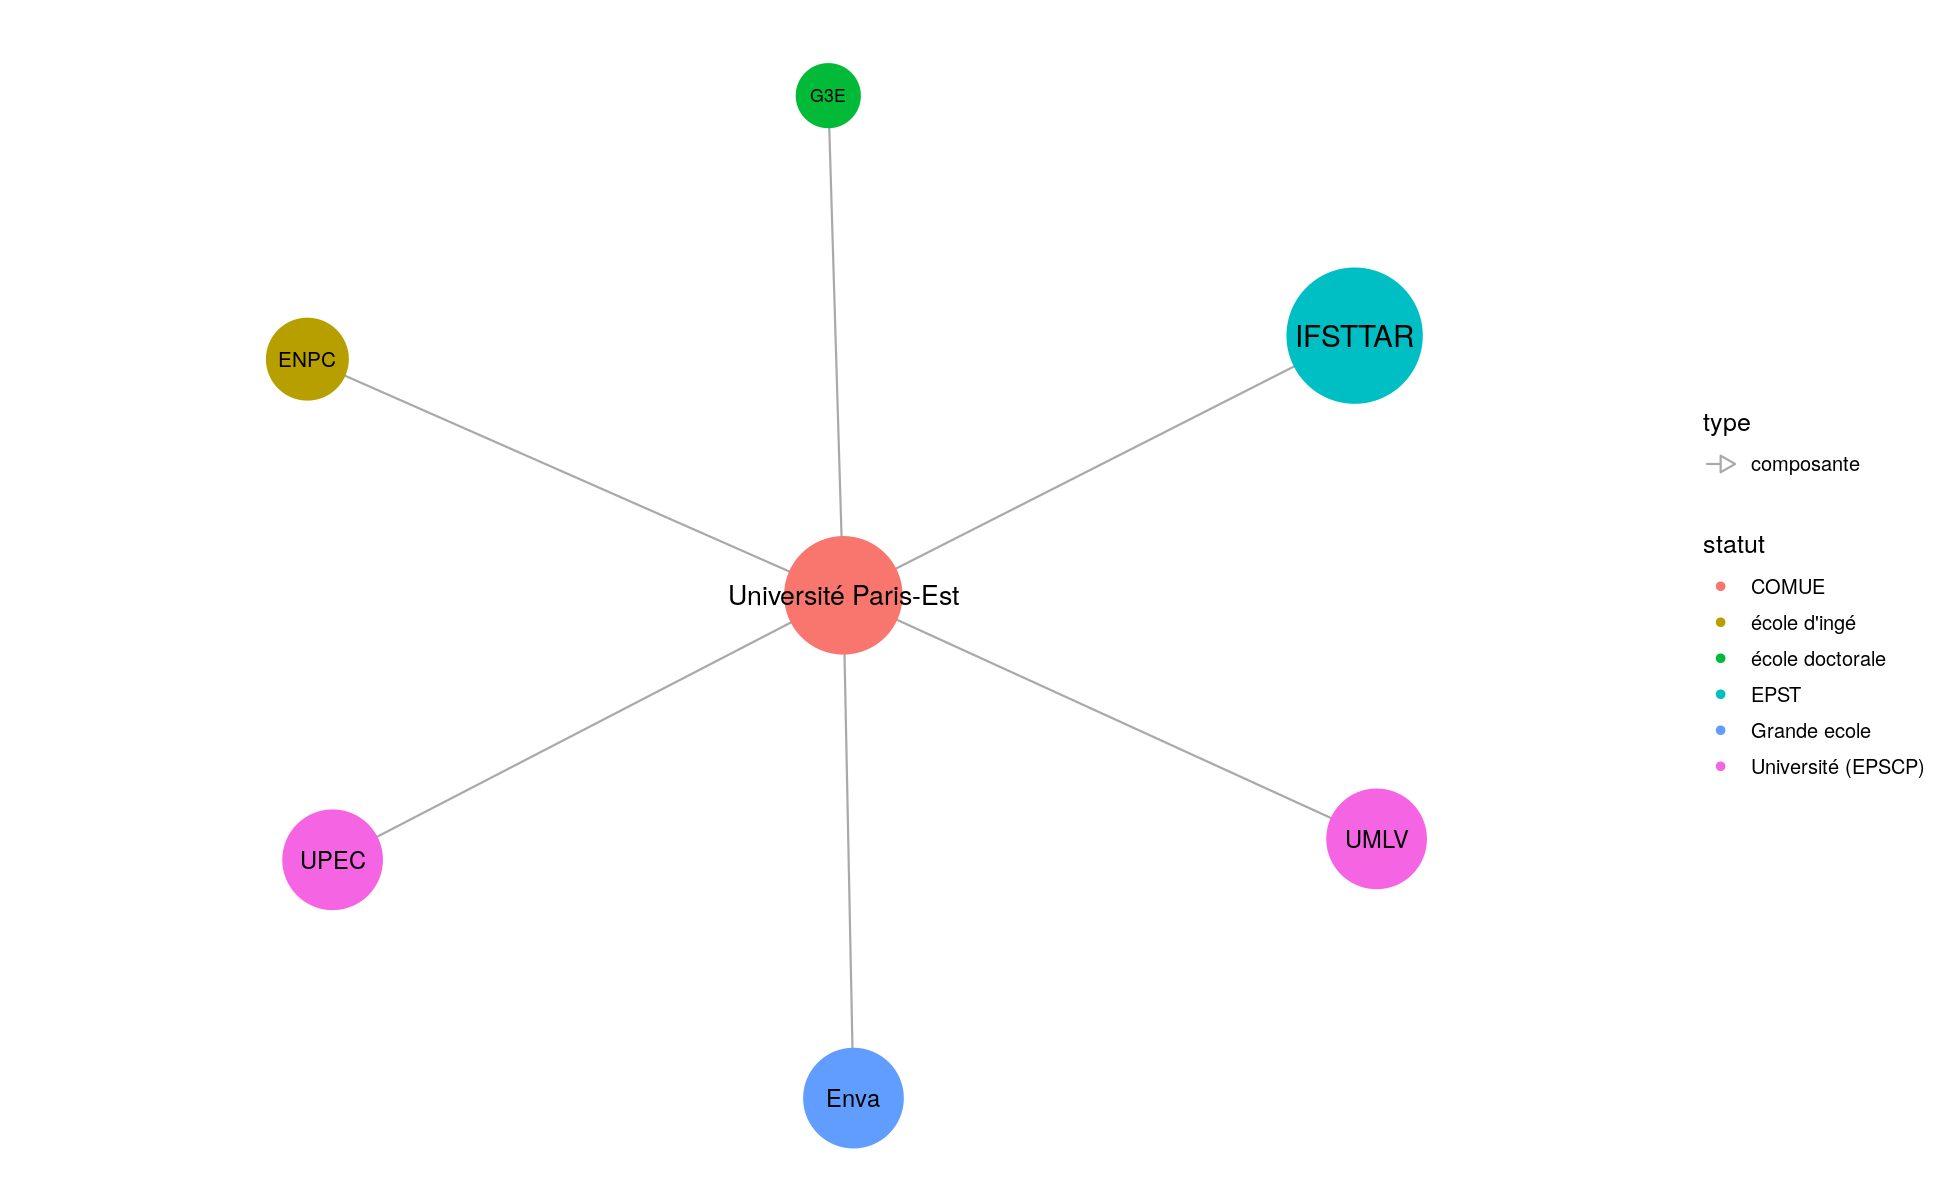 G3E
IFSTTAR
ENPC
Université Paris-Est
UMLV
UPEC
Enva
type
composante
statut
COMUE
école d'ingé
école doctorale
EPST
Grande ecole
Université (EPSCP)